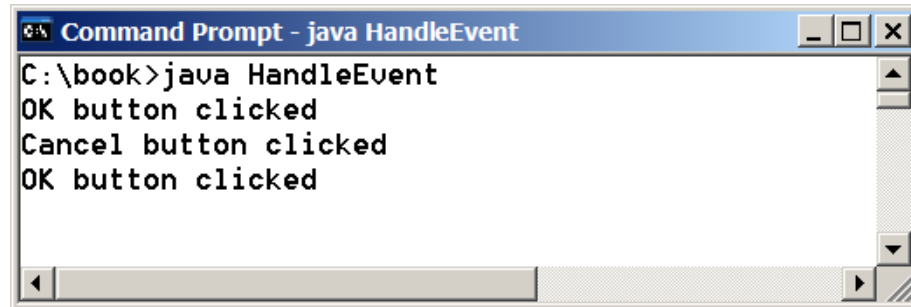 Command Prompt - java HandleEvent
C:\book>java HandleEvent
OK button clicked
Cancel button clicked
OK button clicked